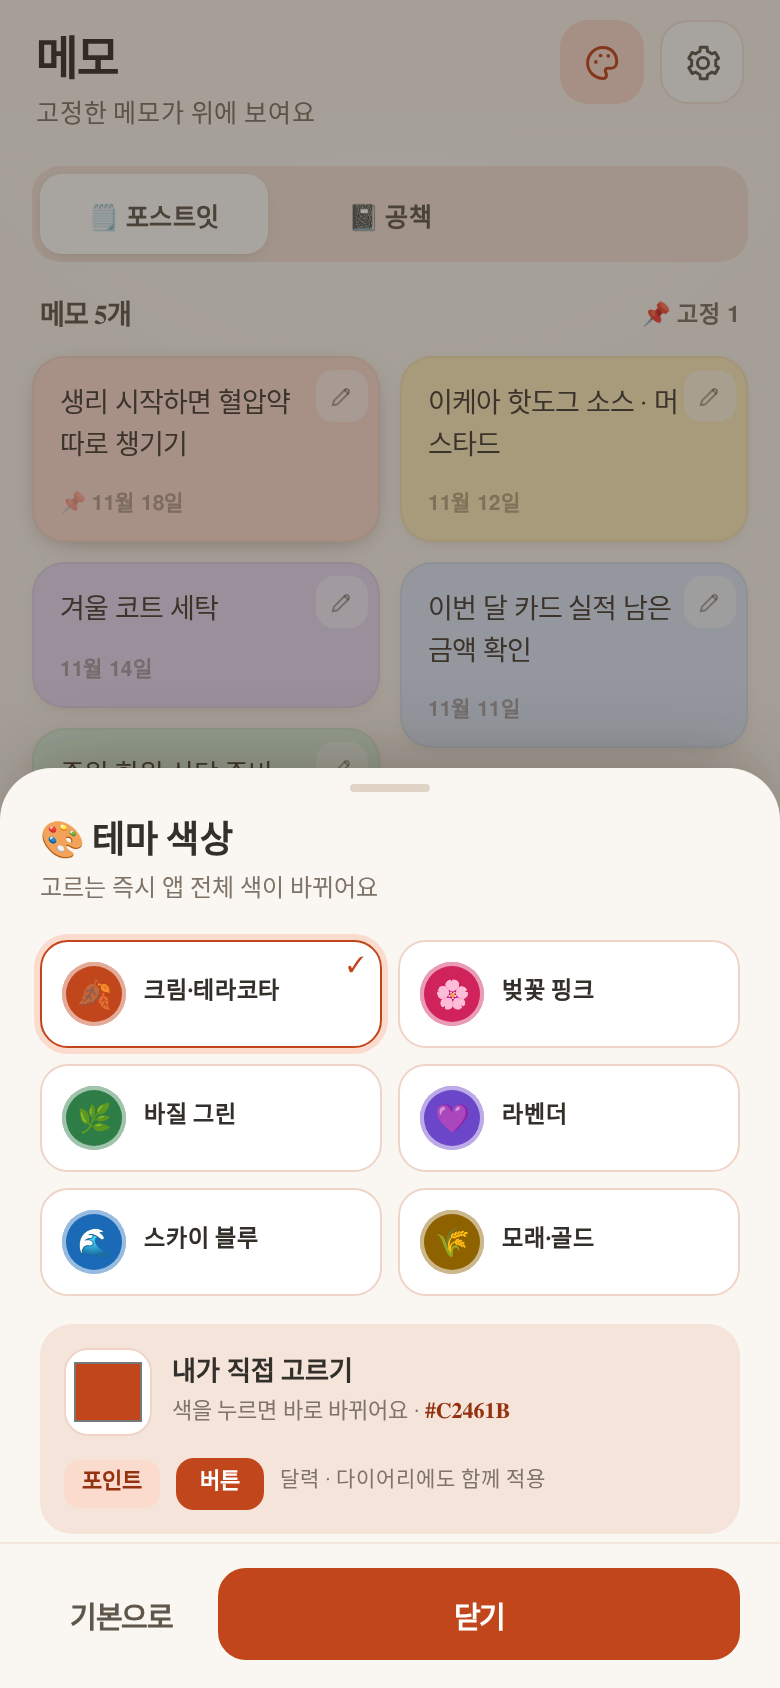 메모
고정한 메모가 위에 보여요
포스트잇
공책
메모 5개
고정 1
생리 시작하면 혈압약
따로 챙기기
11월 18일
이케아 핫도그 소스 · 머
스타드
11월 12일
겨울 코트 세탁
11월 14일
이번 달 카드 실적 남은
금액 확인
11월 11일
테마 색상
고르는 즉시 앱 전체 색이 바뀌어요
크림·테라코타
✓
벚꽃 핑크
바질 그린
라벤더
스카이 블루
모래·골드
내가 직접 고르기
색을 누르면 바로 바뀌어요 · #C2461B
포인트
버튼
달력 · 다이어리에도 함께 적용
기본으로
닫기